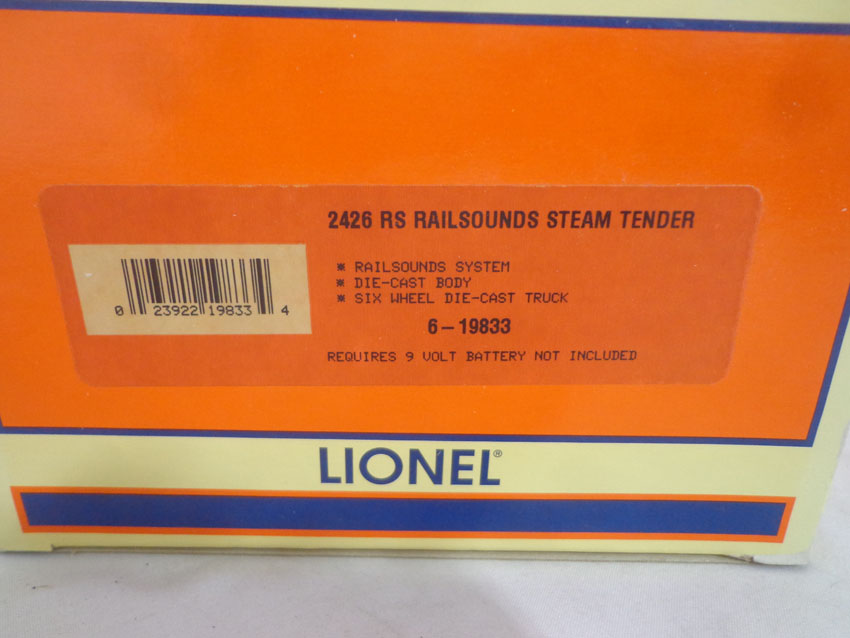 2426 RS RAILSOUNDS STEAM TENDER
※ RAILSOUNDS SYSTEM
※ DIE-CAST BODY
※ SIX WHEEL DIE-CAST TRUCK
6-19833
REQUIRES 9 VOLT BATTERY NOT INCLUDED
0 23922 19833 4
LIONEL®